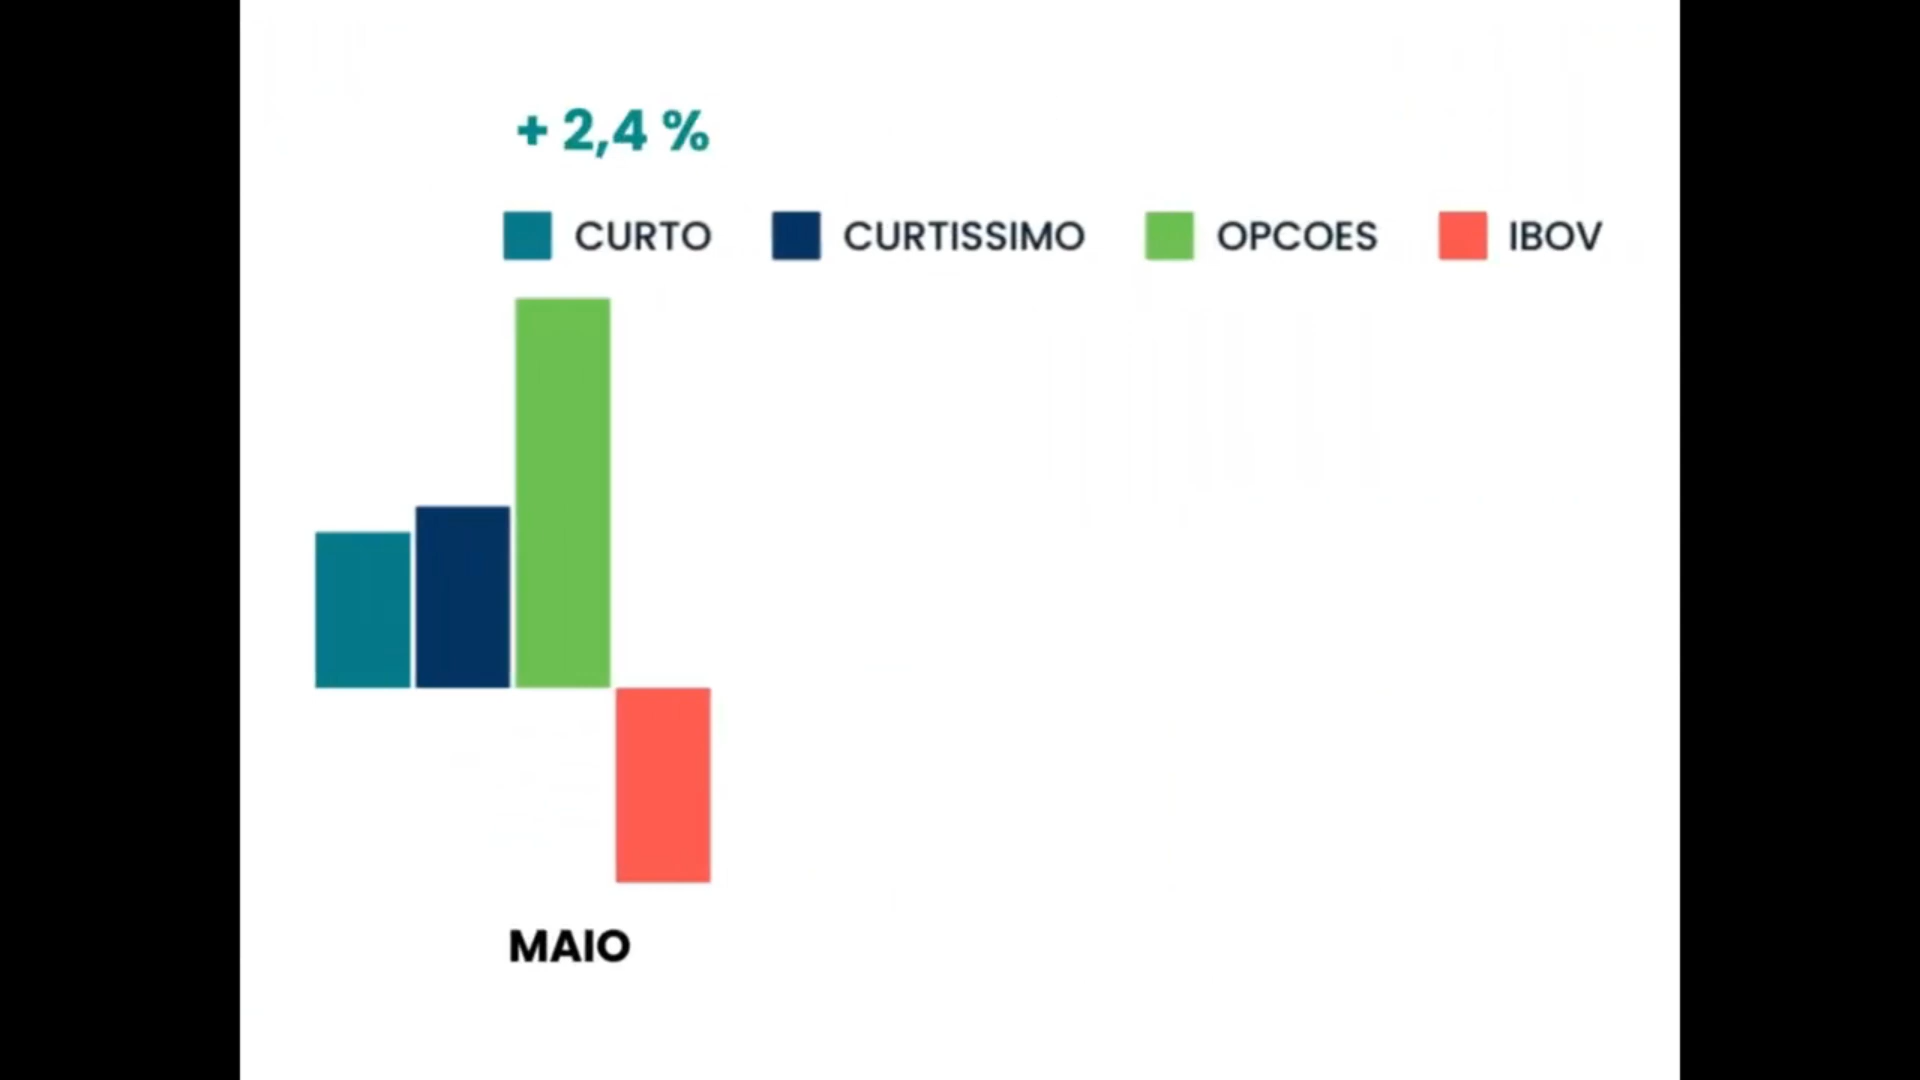 + 2,4 %
CURTO CURTISSIMO OPCOES IBOV
MAIO